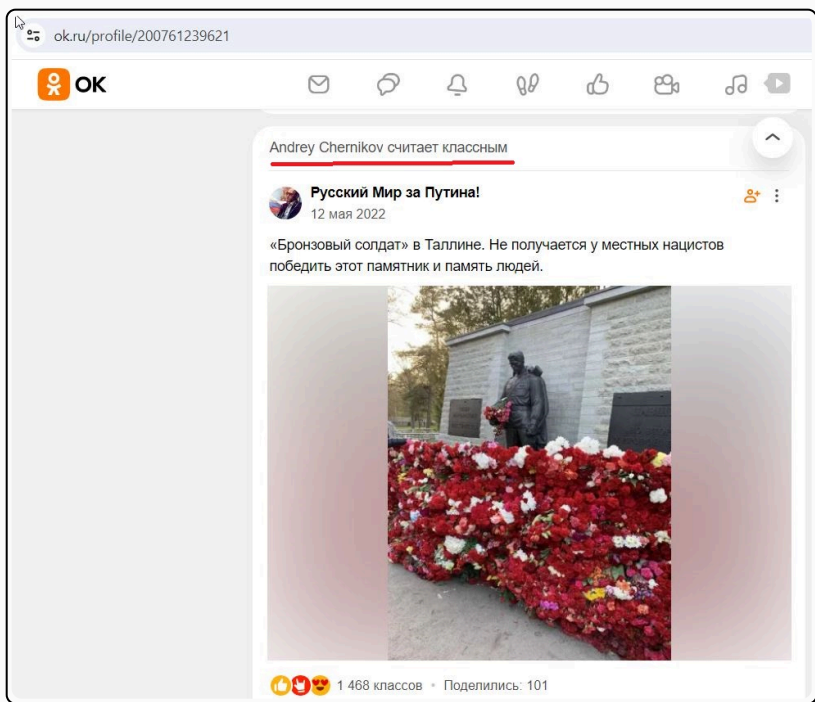 ok.ru/profile/200761239621
OK
Andrey Chernikov считает классным
Русский Мир за Путина!
12 мая 2022
«Бронзовый солдат» в Таллине. Не получается у местных нацистов
победить этот памятник и память людей.
1 468 классов • Поделились: 101